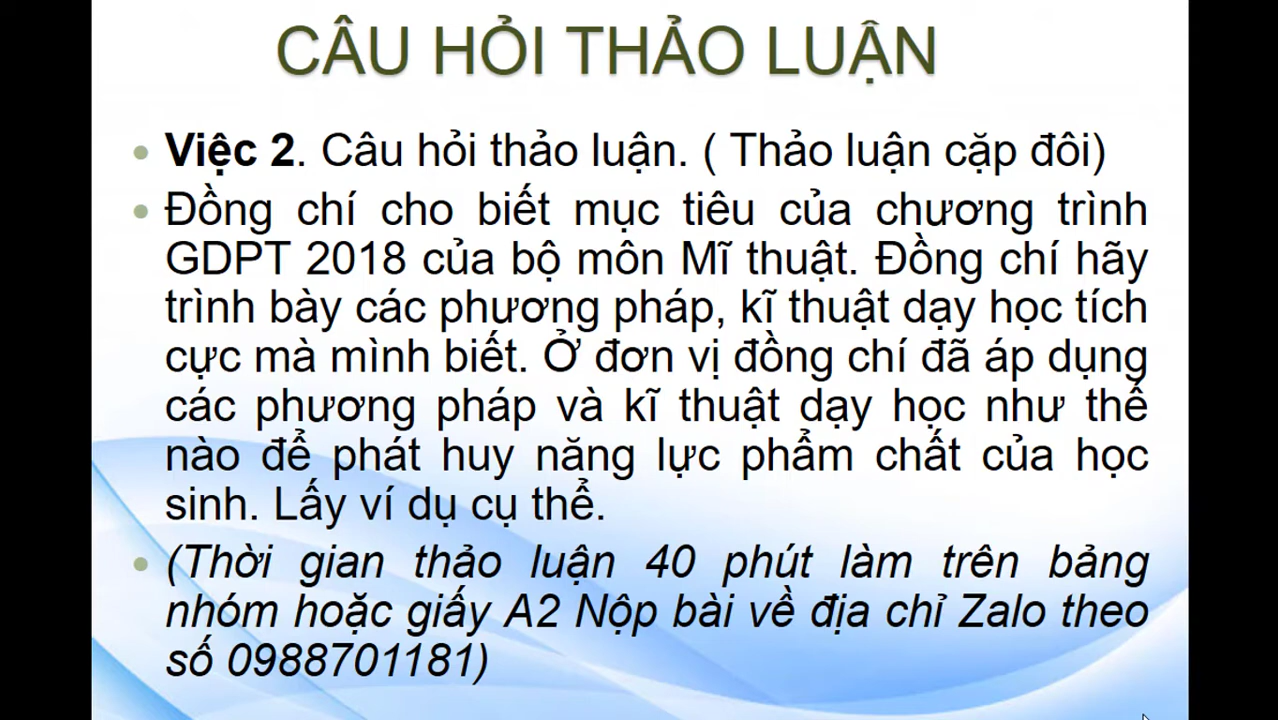 CÂU HỎI THẢO LUẬN
• Việc 2. Câu hỏi thảo luận. ( Thảo luận cặp đôi)
• Đồng chí cho biết mục tiêu của chương trình
GDPT 2018 của bộ môn Mĩ thuật. Đồng chí hãy
trình bày các phương pháp, kĩ thuật dạy học tích
cực mà mình biết. Ở đơn vị đồng chí đã áp dụng
các phương pháp và kĩ thuật dạy học như thế
nào để phát huy năng lực phẩm chất của học
sinh. Lấy ví dụ cụ thể.
• (Thời gian thảo luận 40 phút làm trên bảng
nhóm hoặc giấy A2 Nộp bài về địa chỉ Zalo theo
số 0988701181)